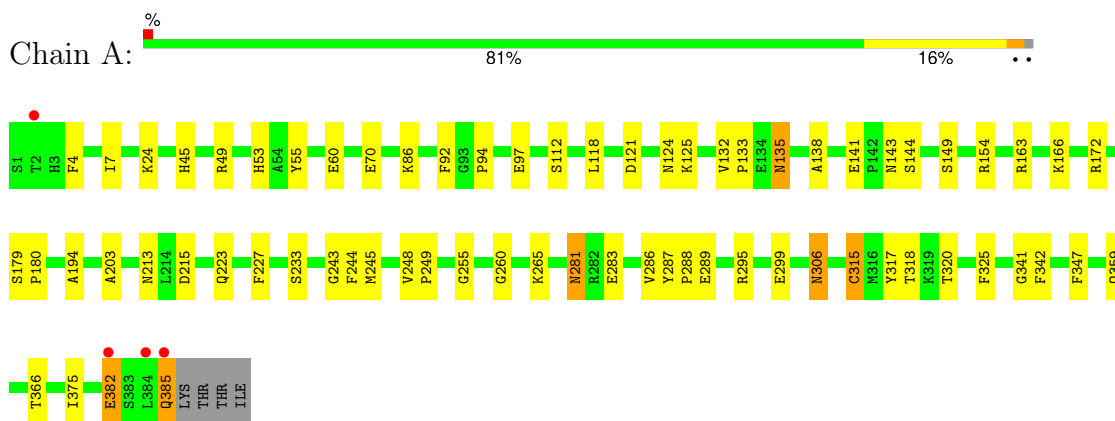 %
Chain A:
81% 16% • •
S1 T2 H3 F4 I7 K24 H45 R49 H53 A54 Y55 E60 E70 K86 F92 G93 P94 E97 S112 L118 D121 N124 K125 V132 P133 E134 N135 A138 E141 P142 N143 S144 S149 R154 R163 K166 R172
S179 P180 A194 A203 N213 L214 D215 Q223 F227 S233 G243 F244 M245 V248 P249 G255 G260 K265 N281 R282 E283 V286 Y287 P288 E289 R295 E299 N306 C315 M316 Y317 T318 K319 T320 F325 G341 F342 F347
T366 I375 E382 S383 L384 Q385 LYS THR THR ILE